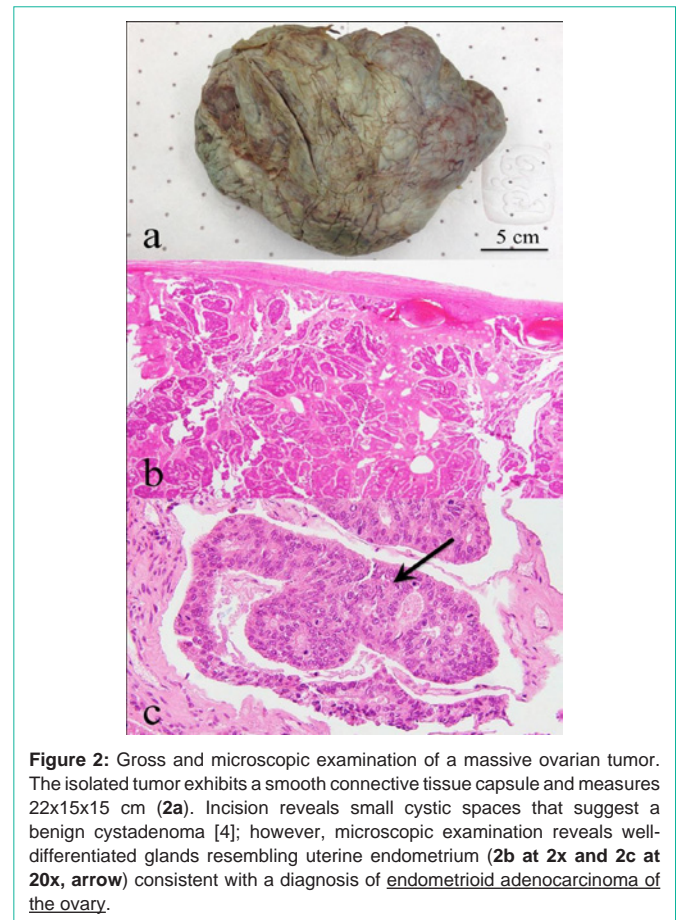 a
5 cm
b
c
Figure 2: Gross and microscopic examination of a massive ovarian tumor.
The isolated tumor exhibits a smooth connective tissue capsule and measures
22x15x15 cm (2a). Incision reveals small cystic spaces that suggest a
benign cystadenoma [4]; however, microscopic examination reveals well-
differentiated glands resembling uterine endometrium (2b at 2x and 2c at
20x, arrow) consistent with a diagnosis of endometrioid adenocarcinoma of
the ovary.